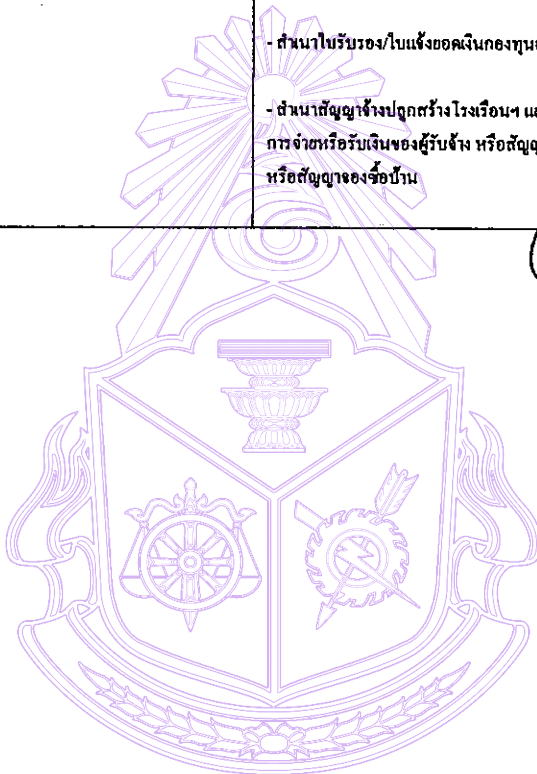 - สำเนาใบรับรอง/ใบแจ้งยอดเงินกองทุน
- สำเนาสัญญาจ้างปลูกสร้างโรงเรือนฯ
การจ่ายหรือรับเงินของผู้รับจ้าง หรือสัญญ
หรือสัญญาจองซื้อบ้าน